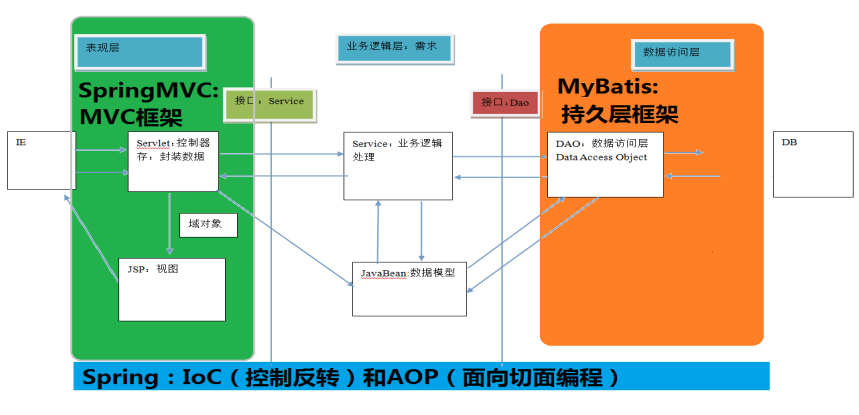 表现层
业务逻辑层：需求
数据访问层
SpringMVC:
MVC框架
接口：Service
接口:Dao
MyBatis:
持久层框架
IE
Servlet:控制器
存：封装数据
Service：业务逻辑
处理
DAO：数据访问层
Data Access Object
DB
域对象
JSP：视图
JavaBean:数据模型
Spring：IoC（控制反转）和AOP（面向切面编程）